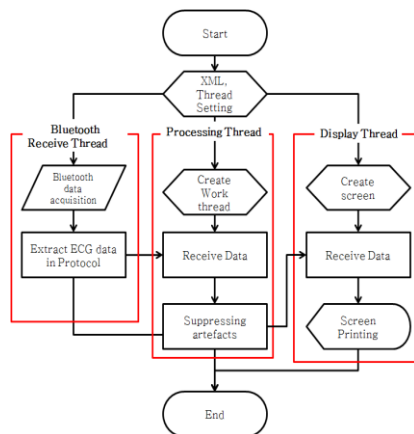 Start
XML,
Thread
Setting
Bluetooth
Receive Thread
Processing Thread
Display Thread
Bluetooth
data
acquisition
Create
Work
thread
Create
screen
Extract ECG data
in Protocol
Receive Data
Receive Data
Suppressing
artefacts
Screen
Printing
End